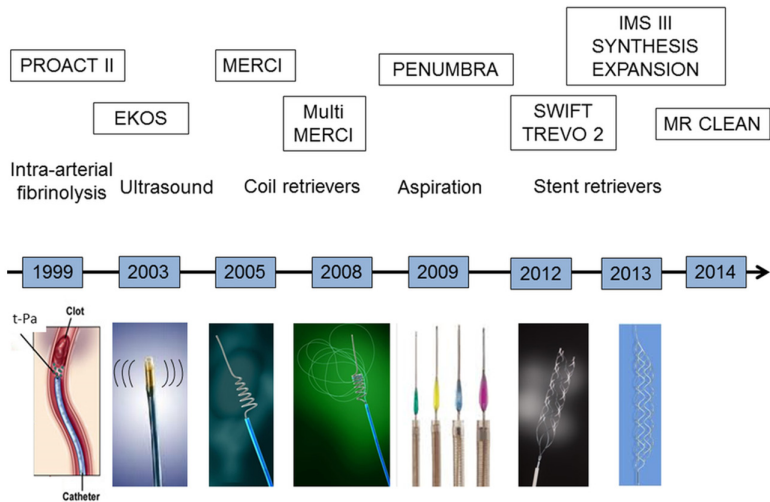 PROACT II
EKOS
MERCI
Multi
MERCI
PENUMBRA
SWIFT
TREVO 2
IMS III
SYNTHESIS
EXPANSION
MR CLEAN
Intra-arterial
fibrinolysis
Ultrasound
Coil retrievers
Aspiration
Stent retrievers
1999
2003
2005
2008
2009
2012
2013
2014
t-Pa
Clot
Catheter